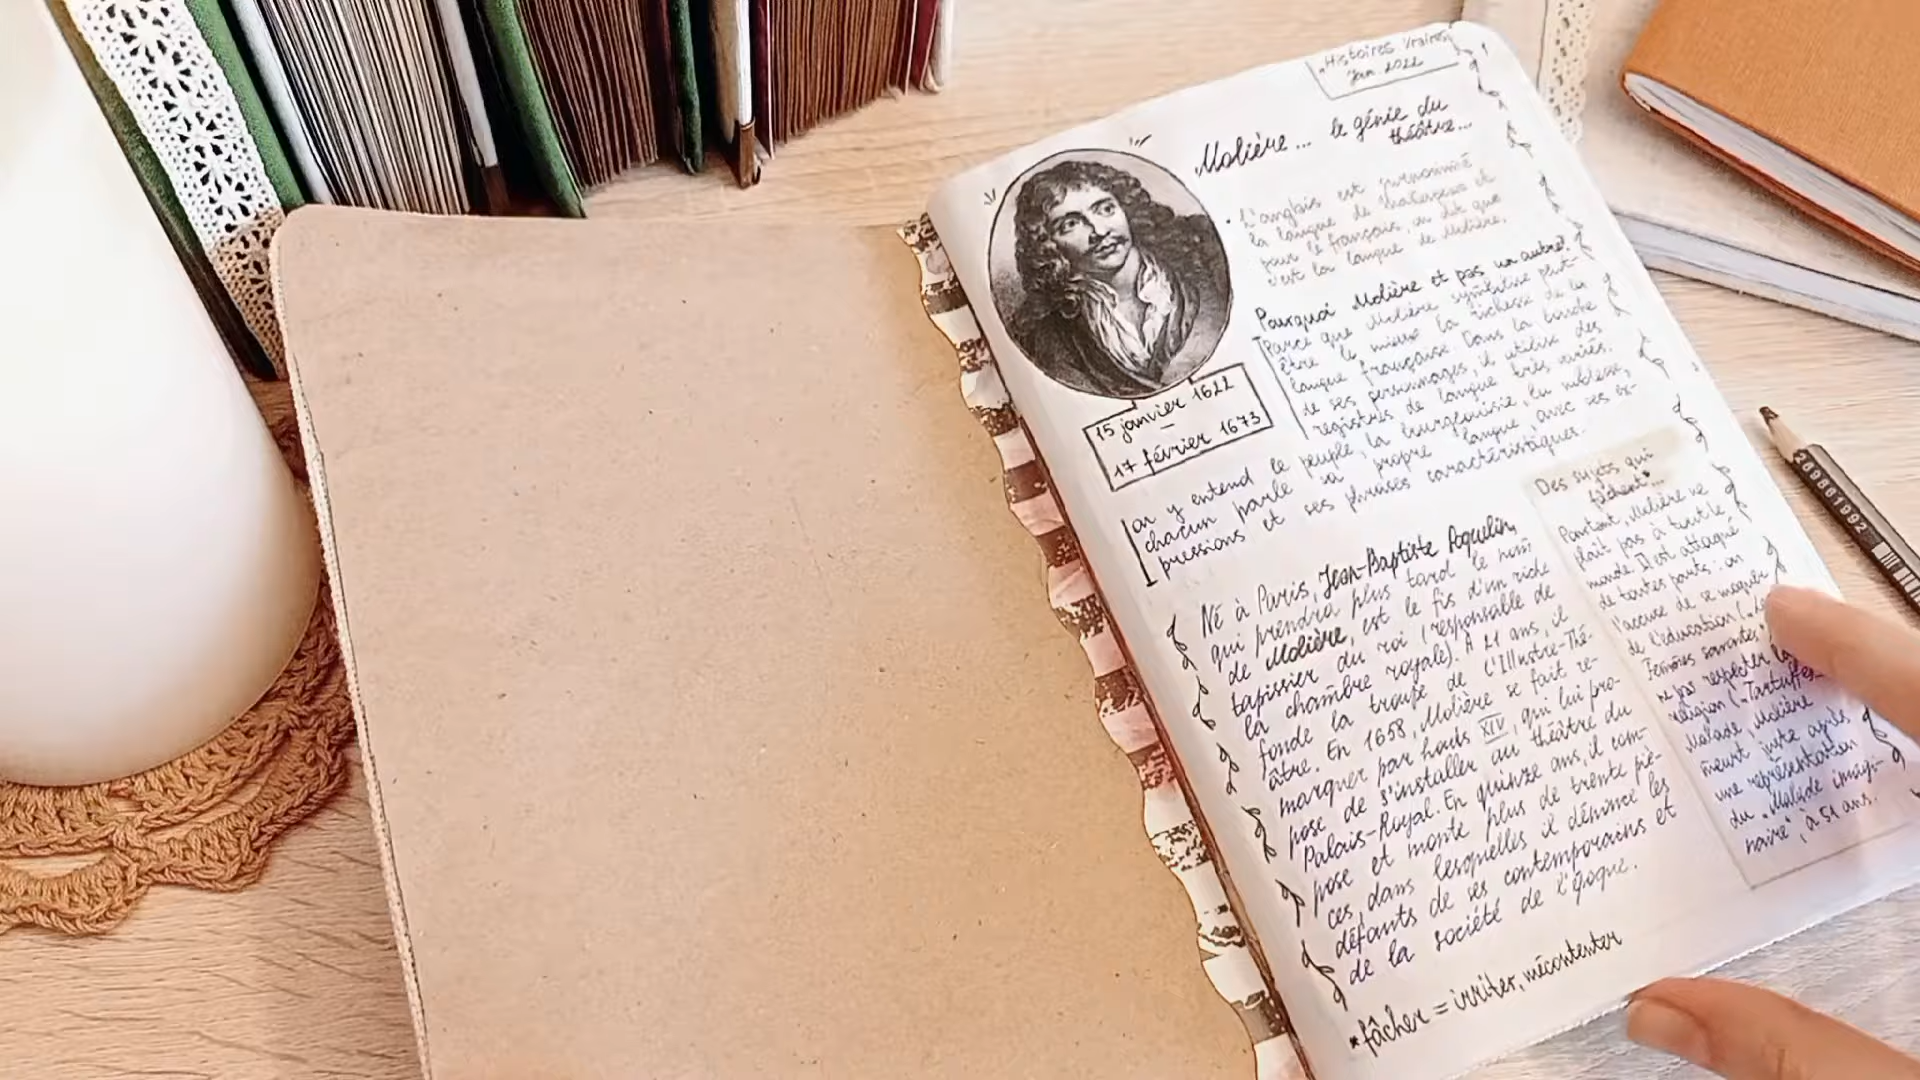 „Histoires Vraies"
Jan. 2022
Molière... le génie du
théâtre...
• L'anglais est surnommé
la langue de Shakespeare et
pour le français, on dit que
c'est la langue de Molière.
Pourquoi Molière et pas un autre?
Parce que Molière symbolise peut-
être le mieux la richesse de la
langue française. Dans la bouche
de ses personnages, il utilise des
registres de langue très variés.
on y entend le peuple, la bourgeoisie, la noblesse,
chacun parle sa propre langue, avec ses ex-
pressions et ses phrases caractéristiques.
15 janvier 1622
–
17 février 1673
Né à Paris, Jean-Baptiste Poquelin,
qui prendra plus tard le nom
de Molière, est le fis d'un riche
tapissier du roi (responsable de
la chambre royale). À 21 ans, il
fonde la troupe de l'Illustre-Thé-
âtre. En 1658, Molière se fait re-
marquer par Louis XIV, qui lui pro-
pose de s'installer au théâtre du
Palais-Royal. En quinze ans, il com-
pose et monte plus de trente piè-
ces, dans lesquelles il dénonce les
défauts de ses contemporains et
de la société de l'époque.
* fâcher = irriter, mécontenter
Des sujets qui
fâchent*...
Pourtant, Molière ne
plaît pas à tout le
monde. Il est attaqué
de toutes parts: on
l'accuse de se moquer
de l'éducation
Femmes savantes"
ne pas respecter la
religion („Tartuffe
Malade, Molière
meurt juste après
une représentation
du „Malade imagi-
naire", à 51 ans.
209861992